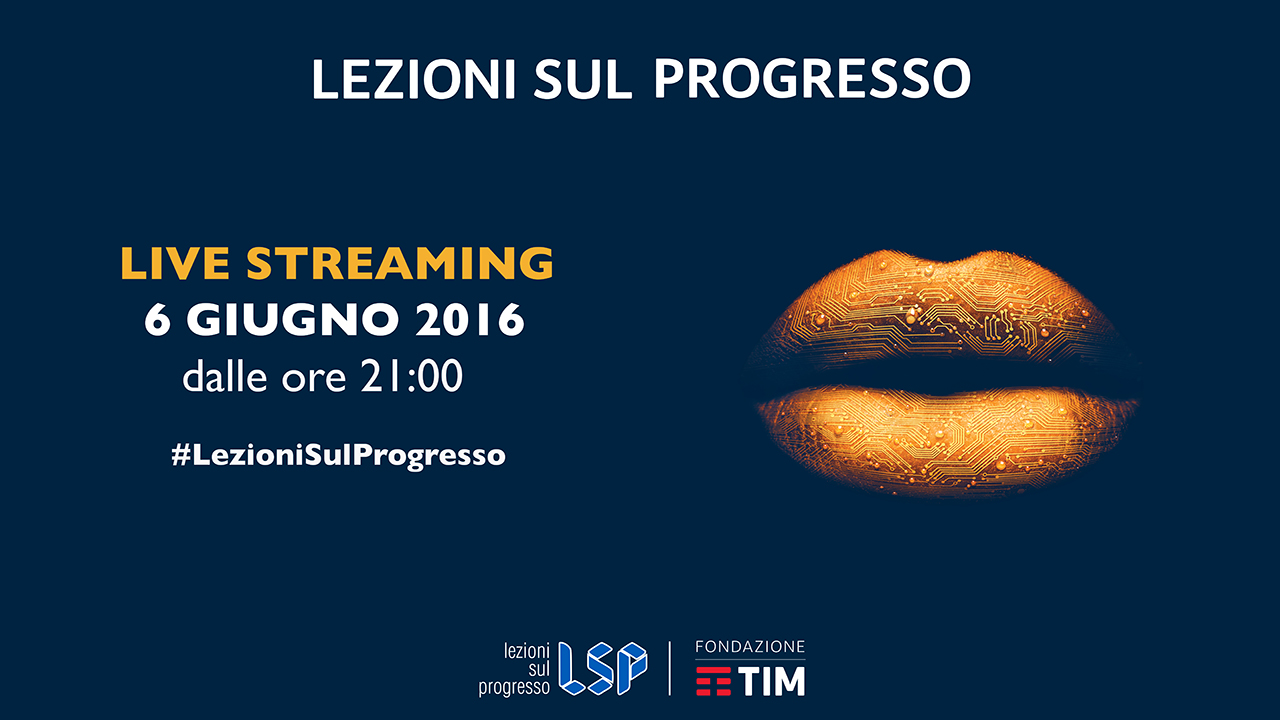 LEZIONI SUL PROGRESSO
LIVE STREAMING
6 GIUGNO 2016
dalle ore 21:00
#LezioniSulProgresso
lezioni
sul
progresso
LSP
FONDAZIONE
TIM